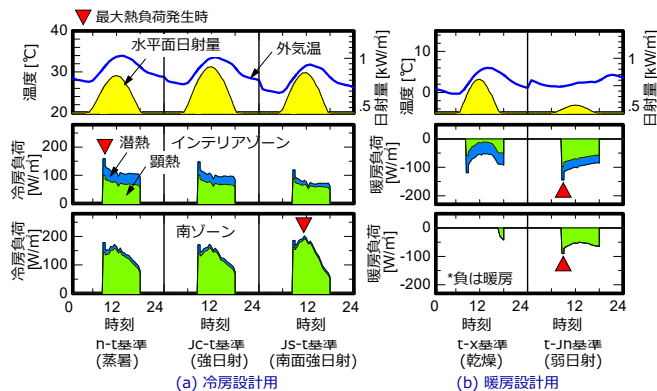 ▼最大熱負荷発生時
40
30
20
温度 [℃]
水平面日射量
外気温
1
.5
日射量 [kW/㎡]
10
0
温度 [℃]
1
.5
日射量 [kW/㎡]
200
100
0
冷房負荷
[W/㎡]
潜熱
顕熱
インテリアゾーン
0
-100
-200
暖房負荷
[W/㎡]
200
100
0
冷房負荷
[W/㎡]
南ゾーン
0
-100
-200
暖房負荷
[W/㎡]
*負は暖房
0 12 24 12 24 12 24
時刻 時刻 時刻
h-t基準 Jc-t基準 Js-t基準
(蒸暑) (強日射) (南面強日射)
0 12 24 12 24
時刻 時刻
t-x基準 t-Jh基準
(乾燥) (弱日射)
(a) 冷房設計用
(b) 暖房設計用